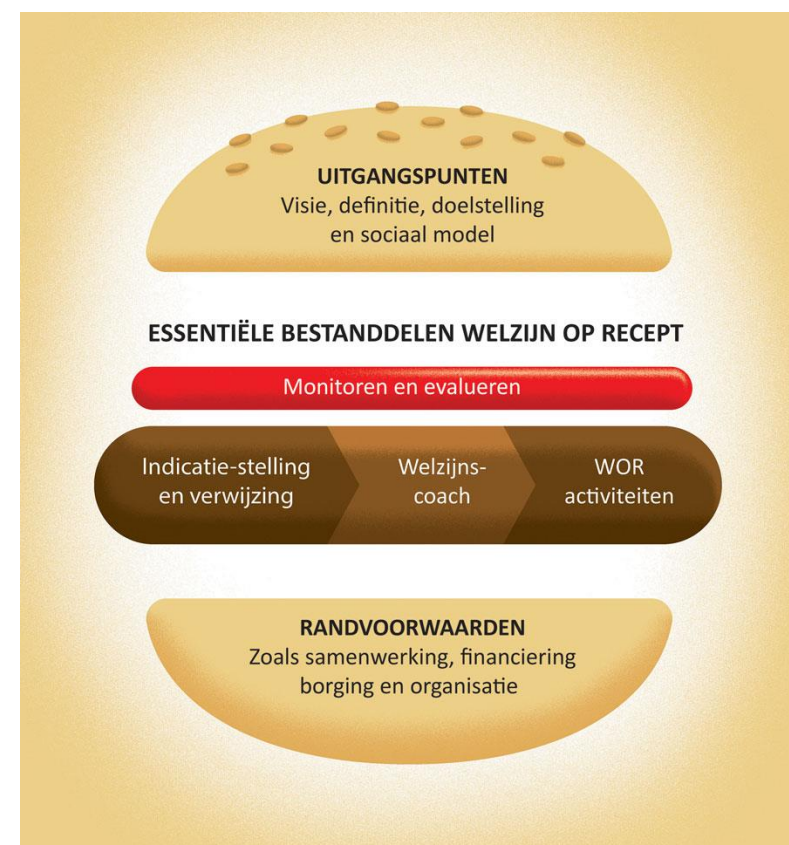 UITGANGSPUNTEN
Visie, definitie, doelstelling
en sociaal model
ESSENTIËLE BESTANDDELEN WELZIJN OP RECEPT
Monitoren en evalueren
Indicatie-stelling
en verwijzing
Welzijns-
coach
WOR
activiteiten
RANDVOORWAARDEN
Zoals samenwerking, financiering
borging en organisatie